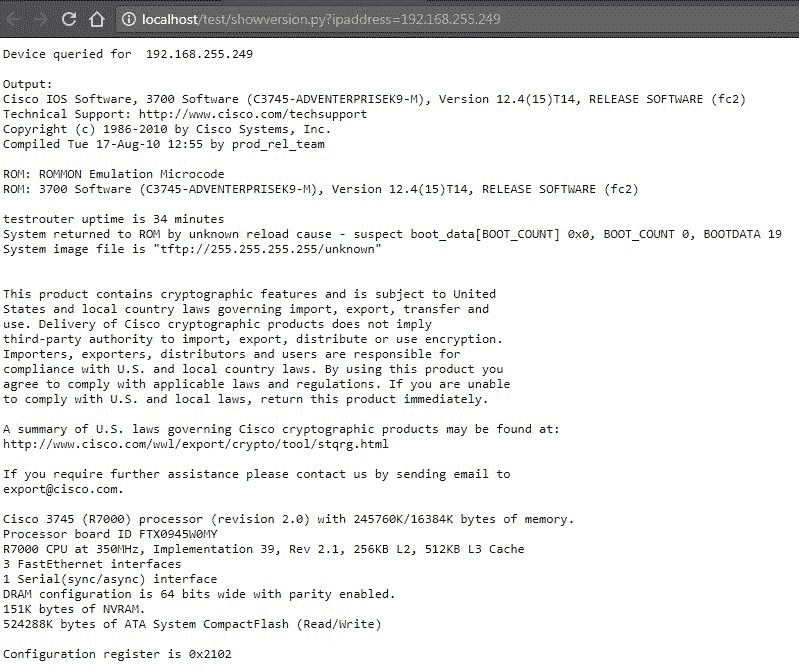 localhost/test/showversion.py?ipaddress=192.168.255.249
Device queried for  192.168.255.249
Output:
Cisco IOS Software, 3700 Software (C3745-ADVENTERPRISEK9-M), Version 12.4(15)T14, RELEASE SOFTWARE (fc2)
Technical Support: http://www.cisco.com/techsupport
Copyright (c) 1986-2010 by Cisco Systems, Inc.
Compiled Tue 17-Aug-10 12:55 by prod_rel_team
ROM: ROMMON Emulation Microcode
ROM: 3700 Software (C3745-ADVENTERPRISEK9-M), Version 12.4(15)T14, RELEASE SOFTWARE (fc2)
testrouter uptime is 34 minutes
System returned to ROM by unknown reload cause - suspect boot_data[BOOT_COUNT] 0x0, BOOT_COUNT 0, BOOTDATA 19
System image file is "tftp://255.255.255.255/unknown"
This product contains cryptographic features and is subject to United
States and local country laws governing import, export, transfer and
use. Delivery of Cisco cryptographic products does not imply
third-party authority to import, export, distribute or use encryption.
Importers, exporters, distributors and users are responsible for
compliance with U.S. and local country laws. By using this product you
agree to comply with applicable laws and regulations. If you are unable
to comply with U.S. and local laws, return this product immediately.
A summary of U.S. laws governing Cisco cryptographic products may be found at:
http://www.cisco.com/wwl/export/crypto/tool/stqrg.html
If you require further assistance please contact us by sending email to
export@cisco.com.
Cisco 3745 (R7000) processor (revision 2.0) with 245760K/16384K bytes of memory.
Processor board ID FTX0945W0MY
R7000 CPU at 350MHz, Implementation 39, Rev 2.1, 256KB L2, 512KB L3 Cache
3 FastEthernet interfaces
1 Serial(sync/async) interface
DRAM configuration is 64 bits wide with parity enabled.
151K bytes of NVRAM.
524288K bytes of ATA System CompactFlash (Read/Write)
Configuration register is 0x2102